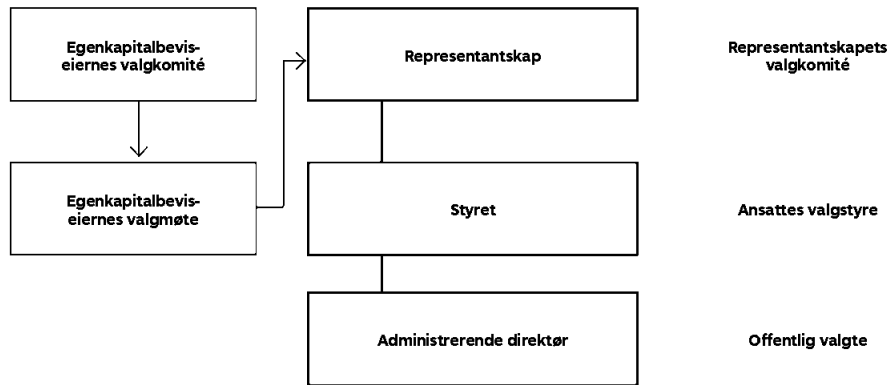 Egenkapitalbevis-
eiernes valgkomité
Representantskap
Representantskapets
valgkomité
Egenkapitalbevis-
eiernes valgmøte
Styret
Ansattes valgstyre
Administrerende direktør
Offentlig valgte